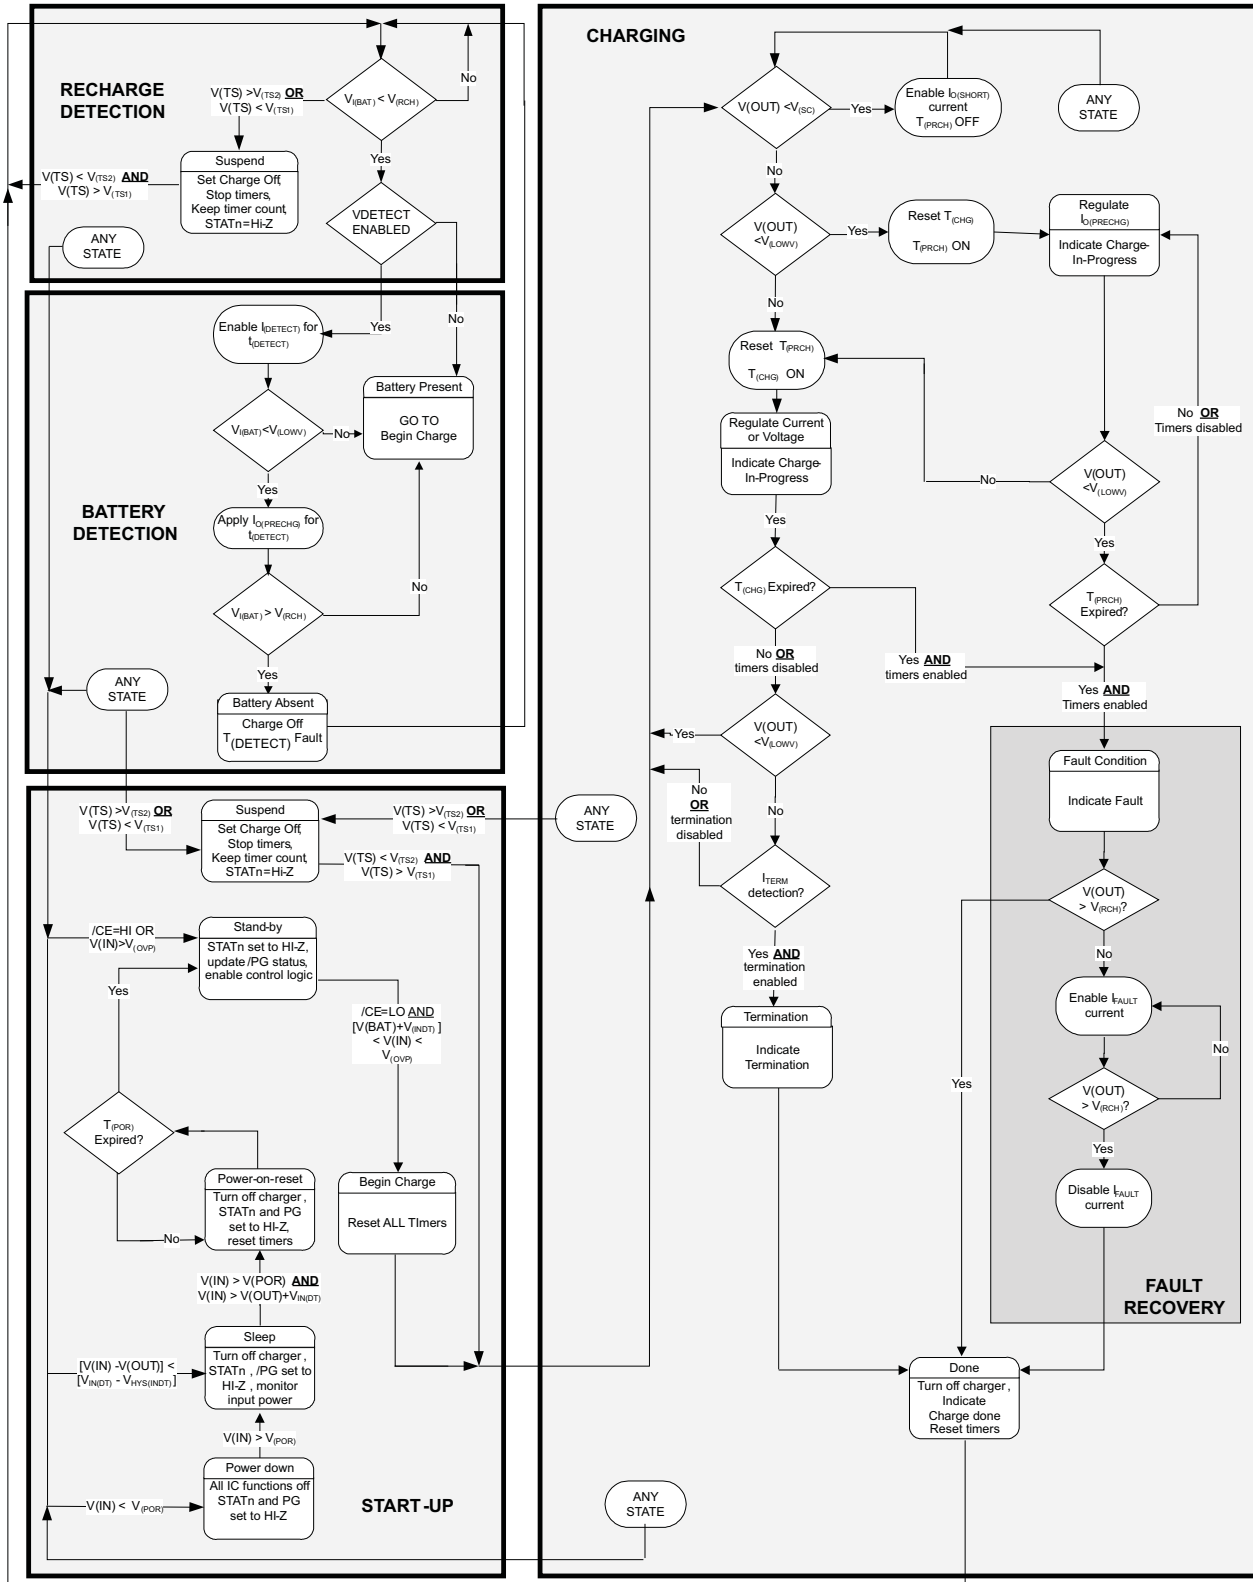 RECHARGE
DETECTION
V(TS) >V(TS2) OR
V(TS) < V(TS1)
VI(BAT) < V(RCH)
No
Yes
Suspend
Set Charge Off,
Stop timers,
Keep timer count,
STATn=Hi-Z
V(TS) < V(TS2) AND
V(TS) > V(TS1)
ANY
STATE
VDETECT
ENABLED
Yes
No
BATTERY
DETECTION
Enable I(DETECT) for
t(DETECT)
Battery Present
GO TO
Begin Charge
VI(BAT)<V(LOWV)
No
Yes
Apply IO(PRECHG) for
t(DETECT)
VI(BAT) > V(RCH)
No
Yes
ANY
STATE
Battery Absent
Charge Off
T(DETECT) Fault
V(TS) >V(TS2) OR
V(TS) < V(TS1)
Suspend
Set Charge Off,
Stop timers,
Keep timer count,
STATn=Hi-Z
V(TS) >V(TS2) OR
V(TS) < V(TS1)
ANY
STATE
V(TS) < V(TS2) AND
V(TS) > V(TS1)
/CE=HI OR
V(IN)>V(OVP)
Stand-by
STATn set to HI-Z,
update /PG status,
enable control logic
Yes
/CE=LO AND
[V(BAT)+V(INDT) ]
< V(IN) <
V(OVP)
T(POR)
Expired?
No
Power-on-reset
Turn off charger ,
STATn and PG
set to HI-Z,
reset timers
Begin Charge
Reset ALL TImers
V(IN) > V(POR) AND
V(IN) > V(OUT)+VIN(DT)
[V(IN) -V(OUT)] <
[VIN(DT) - VHYS(INDT) ]
Sleep
Turn off charger ,
STATn , /PG set to
HI-Z , monitor
input power
V(IN) > V(POR)
V(IN) < V(POR)
Power down
All IC functions off
STATn and PG
set to HI-Z
START -UP
CHARGING
V(OUT) <V(SC)
Yes
Enable IO(SHORT)
current
T(PRCH) OFF
ANY
STATE
No
V(OUT)
<V(LOWV)
Yes
Reset T(CHG)
T(PRCH) ON
Regulate
IO(PRECHG)
Indicate Charge-
In-Progress
No
Reset T(PRCH)
T(CHG) ON
Regulate Current
or Voltage
Indicate Charge-
In-Progress
No
V(OUT)
<V(LOWV)
No OR
Timers disabled
Yes
Yes
T(CHG) Expired?
T(PRCH)
Expired?
No OR
timers disabled
Yes AND
timers enabled
Yes AND
Timers enabled
V(OUT)
<V(LOWV)
Yes
No
No
OR
termination
disabled
ITERM
detection?
Yes AND
termination
enabled
Termination
Indicate
Termination
Fault Condition
Indicate Fault
V(OUT)
> V(RCH)?
No
Enable IFAULT
current
No
Yes
V(OUT)
> V(RCH)?
Yes
Disable IFAULT
current
FAULT
RECOVERY
Done
Turn off charger ,
Indicate
Charge done
Reset timers
ANY
STATE